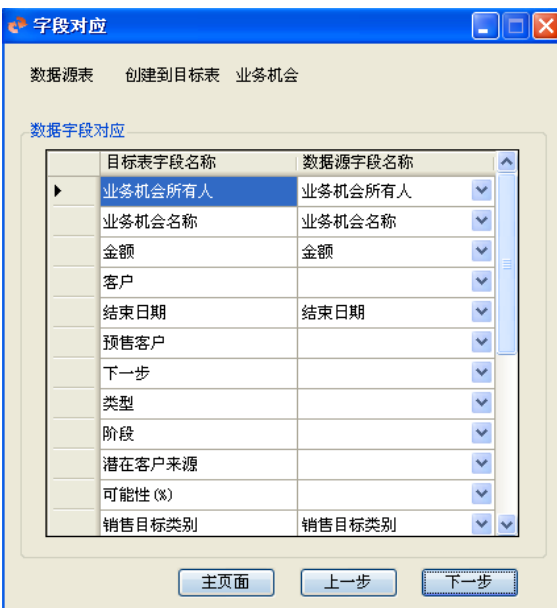 字段对应
数据源表 创建到目标表 业务机会
数据字段对应
目标表字段名称 数据源字段名称
业务机会所有人 业务机会所有人
业务机会名称 业务机会名称
金额 金额
客户
结束日期 结束日期
预售客户
下一步
类型
阶段
潜在客户来源
可能性(%)
销售目标类别 销售目标类别
主页面 上一步 下一步